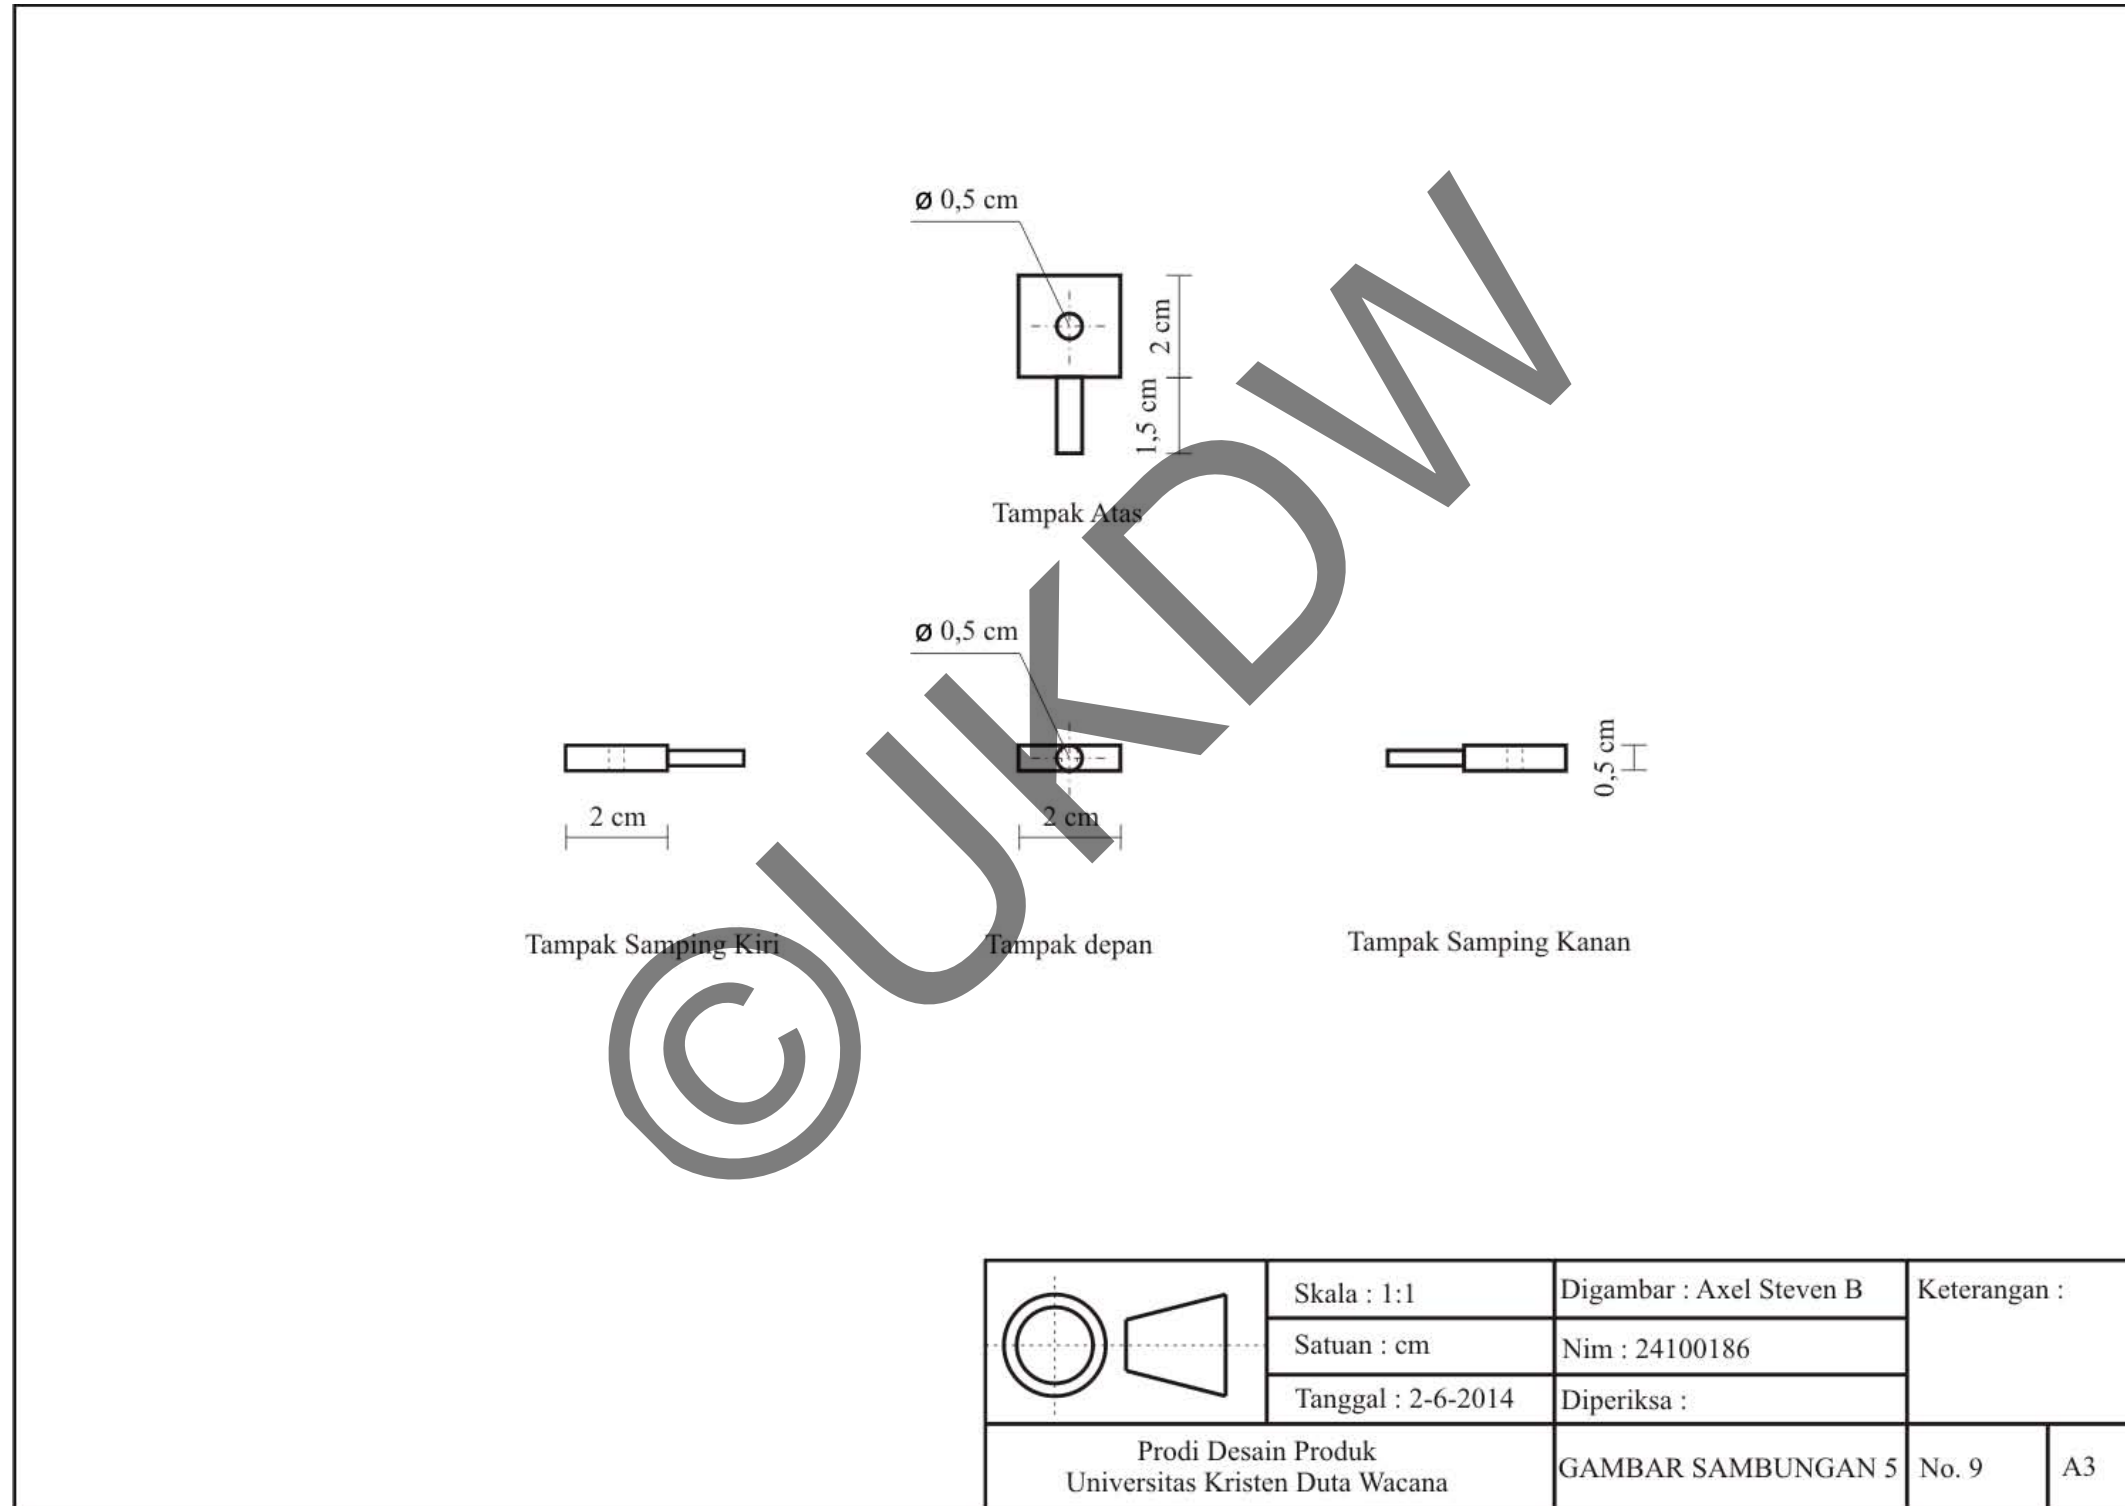 ø 0,5 cm
2 cm
1,5 cm
Tampak Atas
ø 0,5 cm
0,5 cm
2 cm
2 cm
Tampak Samping Kiri
Tampak depan
Tampak Samping Kanan
©UKDW
Skala : 1:1
Digambar : Axel Steven B
Keterangan :
Satuan : cm
Nim : 24100186
Tanggal : 2-6-2014
Diperiksa :
Prodi Desain Produk
Universitas Kristen Duta Wacana
GAMBAR SAMBUNGAN 5
No. 9
A3